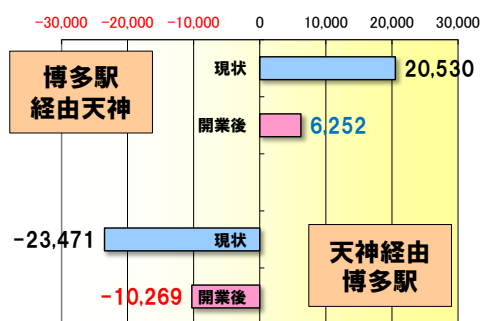 -30,000 -20,000 -10,000 0 10,000 20,000 30,000
博多駅
経由天神
現状 20,530
開業後 6,252
-23,471 現状
天神経由
博多駅
-10,269 開業後